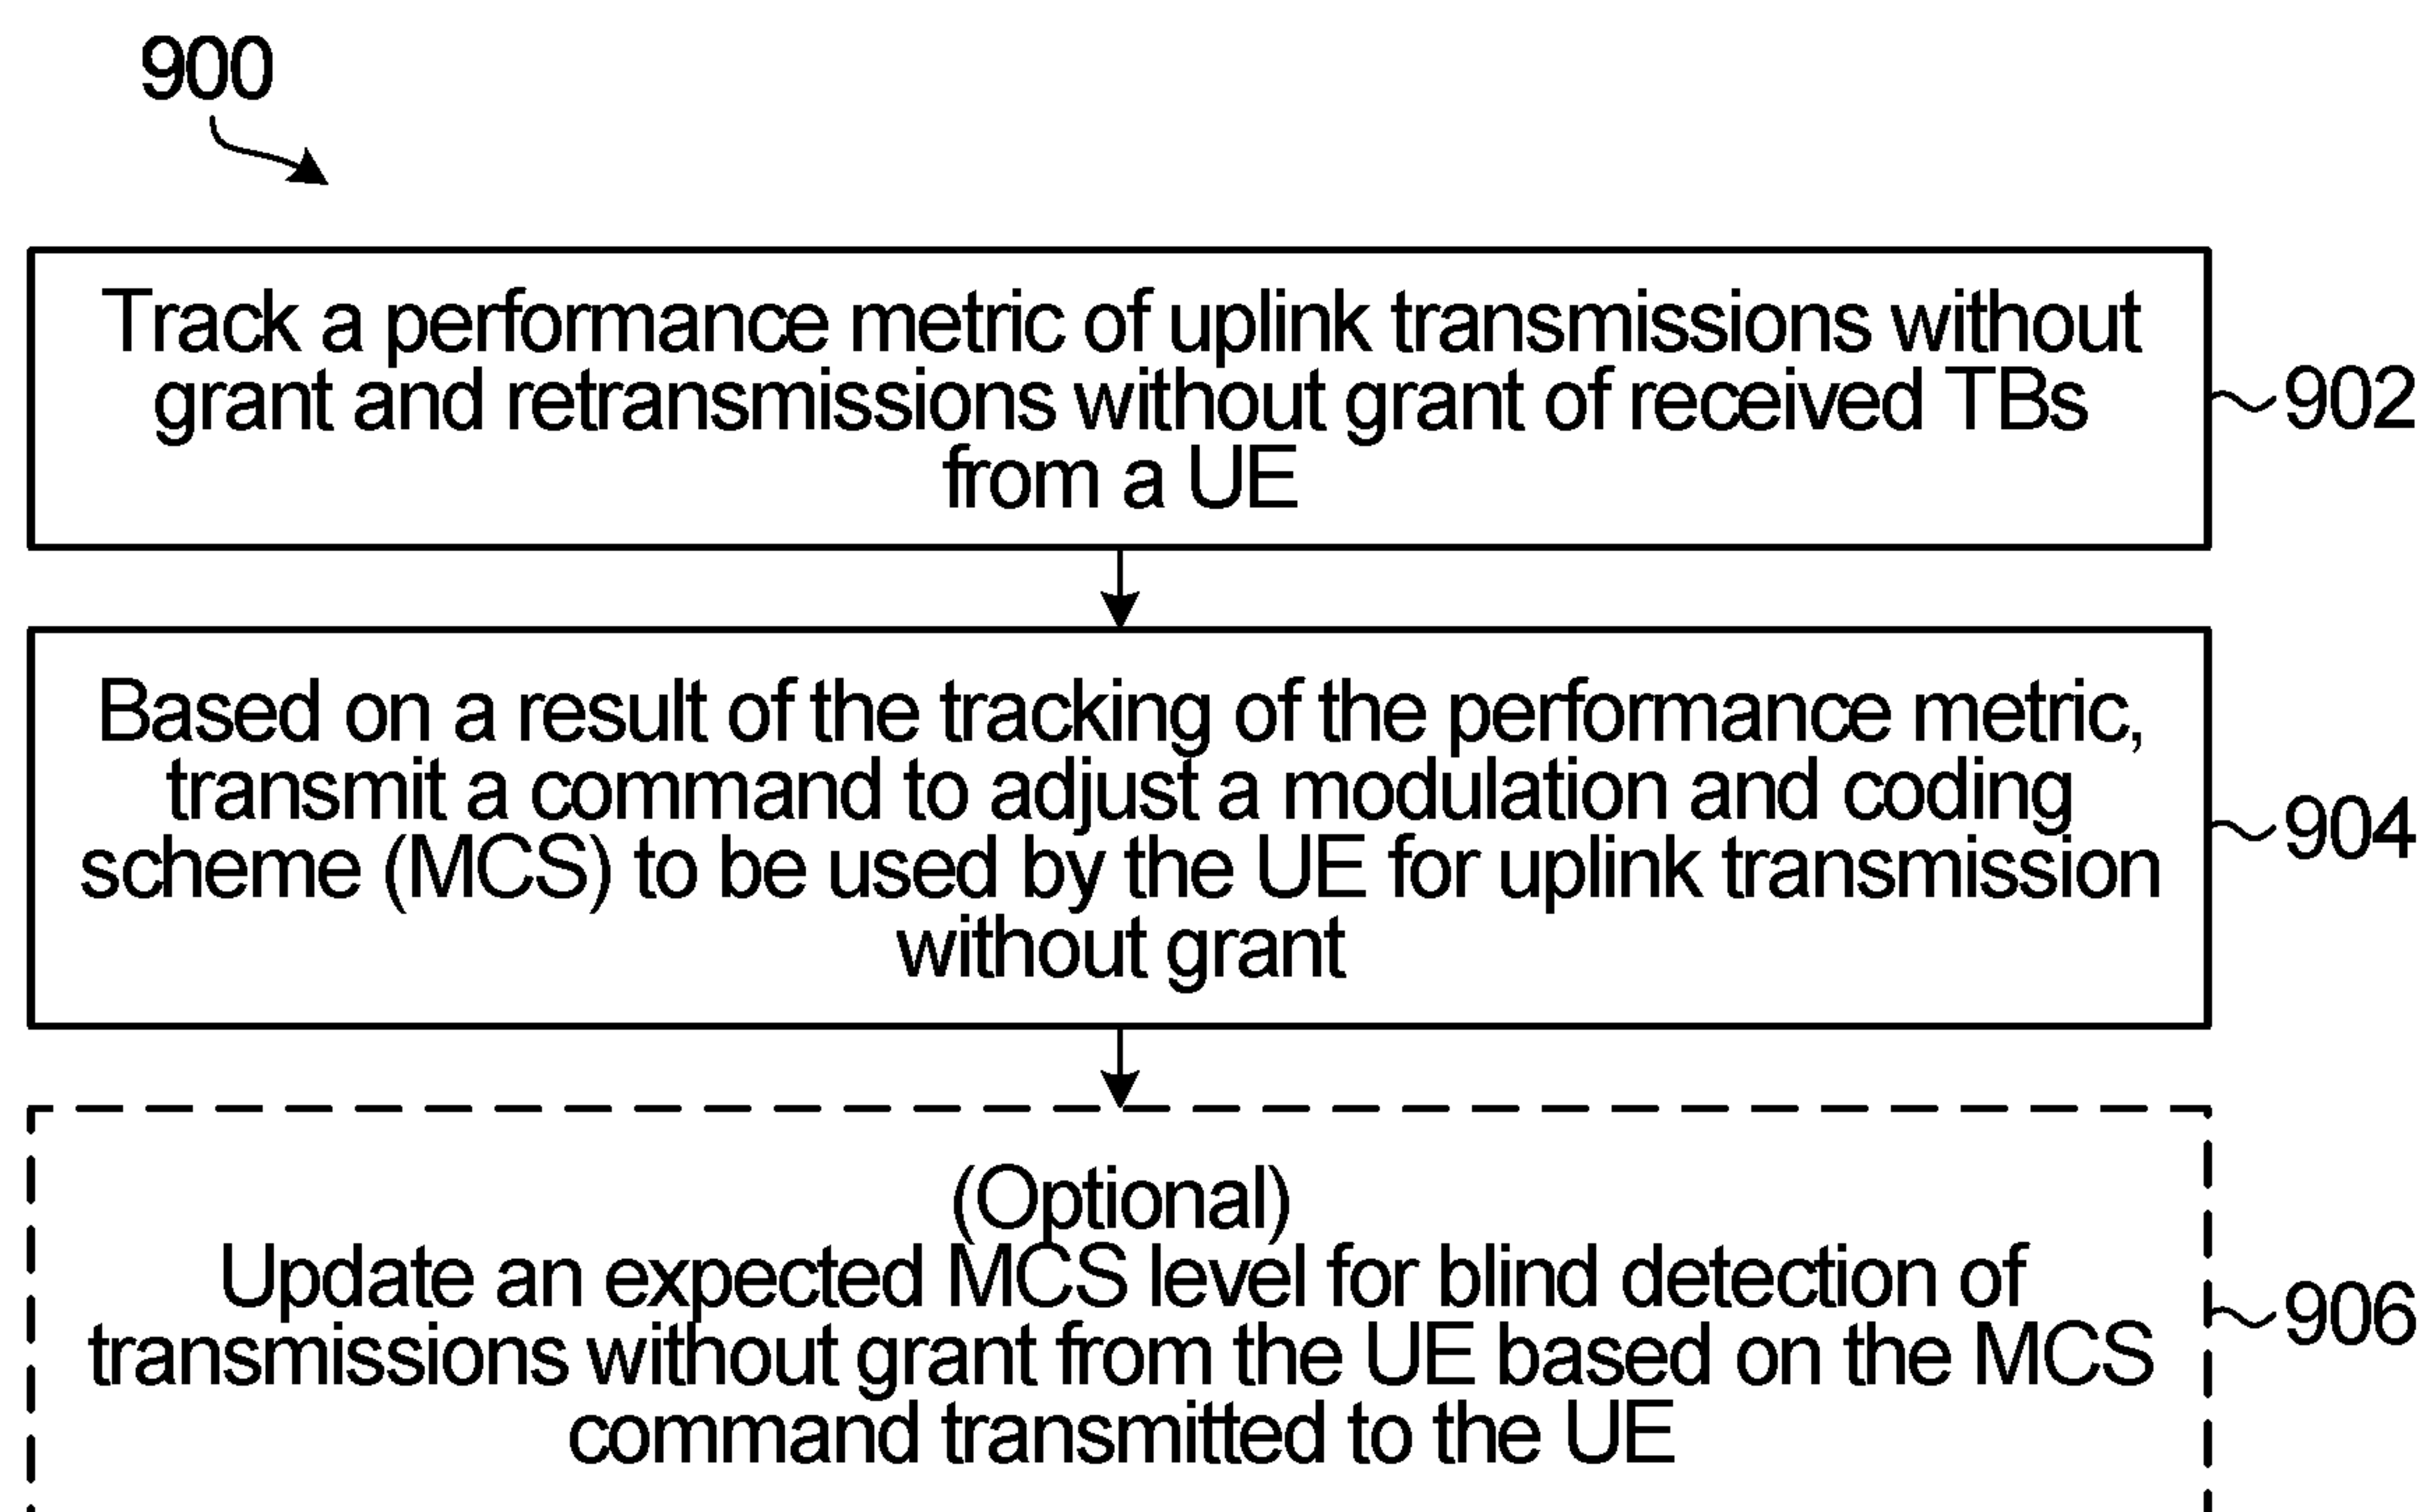 900
Track a performance metric of uplink transmissions without
grant and retransmissions without grant of received TBs
from a UE
902
Based on a result of the tracking of the performance metric,
transmit a command to adjust a modulation and coding
scheme (MCS) to be used by the UE for uplink transmission
without grant
904
(Optional)
Update an expected MCS level for blind detection of
transmissions without grant from the UE based on the MCS
command transmitted to the UE
906